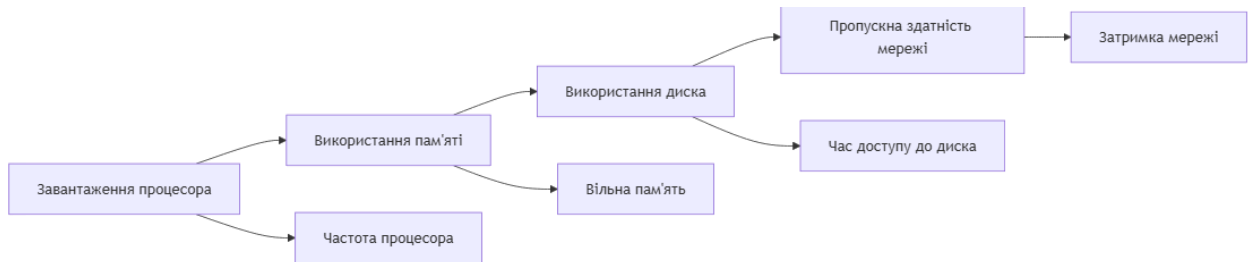 Пропускна здатність
мережі
Затримка мережі
Використання диска
Використання пам'яті
Час доступу до диска
Завантаження процесора
Вільна пам'ять
Частота процесора